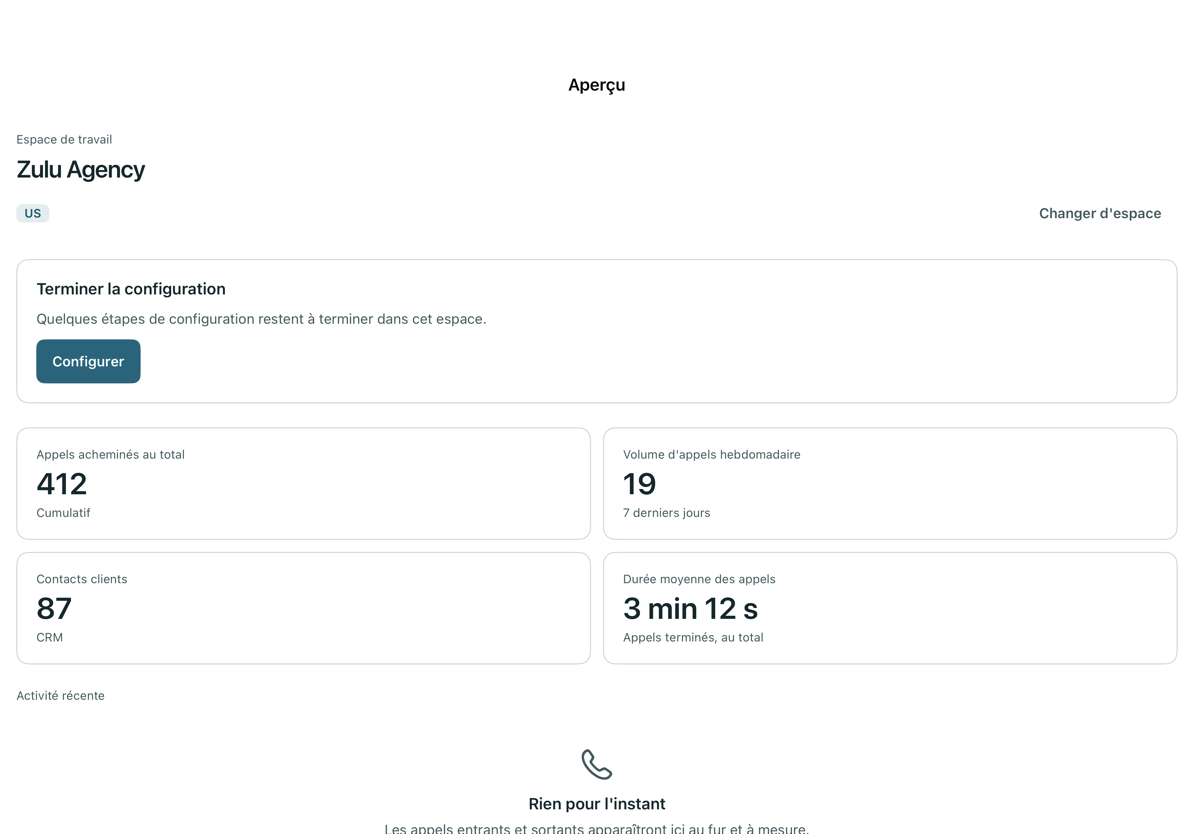 Aperçu
Espace de travail
Zulu Agency
US
Changer d'espace
Terminer la configuration
Quelques étapes de configuration restent à terminer dans cet espace.
Configurer
Appels acheminés au total
412
Cumulatif
Volume d'appels hebdomadaire
19
7 derniers jours
Contacts clients
87
CRM
Durée moyenne des appels
3 min 12 s
Appels terminés, au total
Activité récente
Rien pour l'instant
Les appels entrants et sortants apparaîtront ici au fur et à mesure.